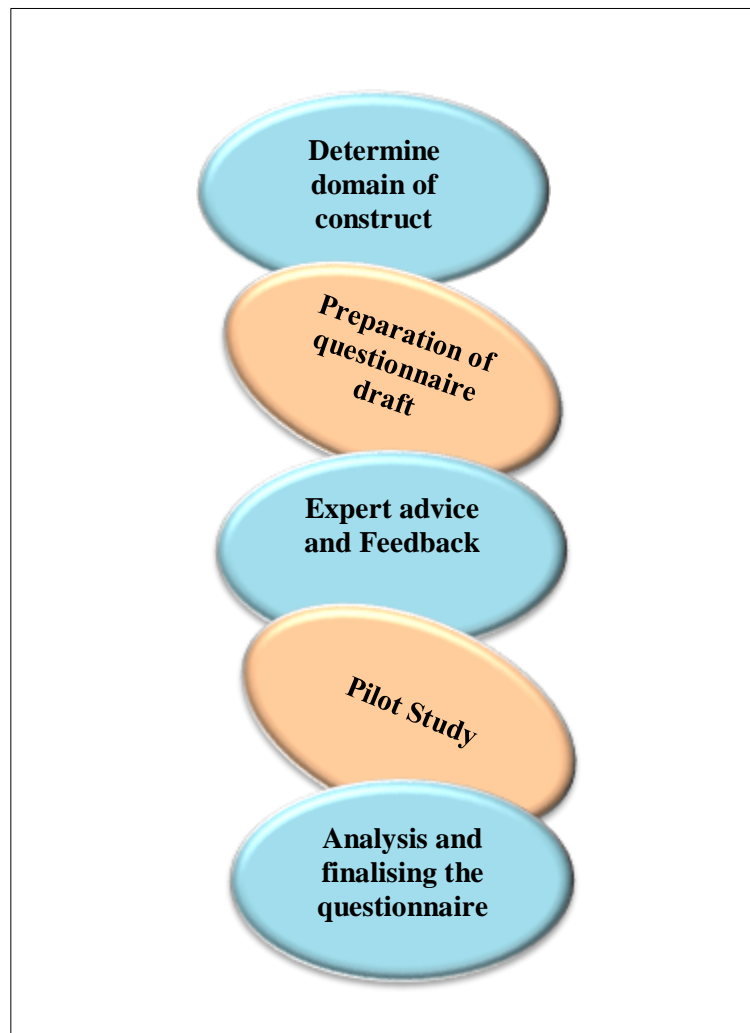 Determine
domain of
construct
Preparation of
questionnaire
draft
Expert advice
and Feedback
Pilot Study
Analysis and
finalising the
questionnaire